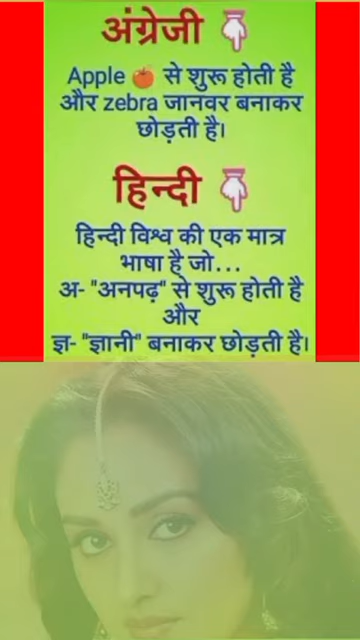 अंग्रेजी 👇
Apple 🍎 से शुरू होती है
और zebra जानवर बनाकर
छोड़ती है।
हिन्दी 👇
हिन्दी विश्व की एक मात्र
भाषा है जो...
अ- "अनपढ़" से शुरू होती है
और
ज्ञ- "ज्ञानी" बनाकर छोड़ती है।